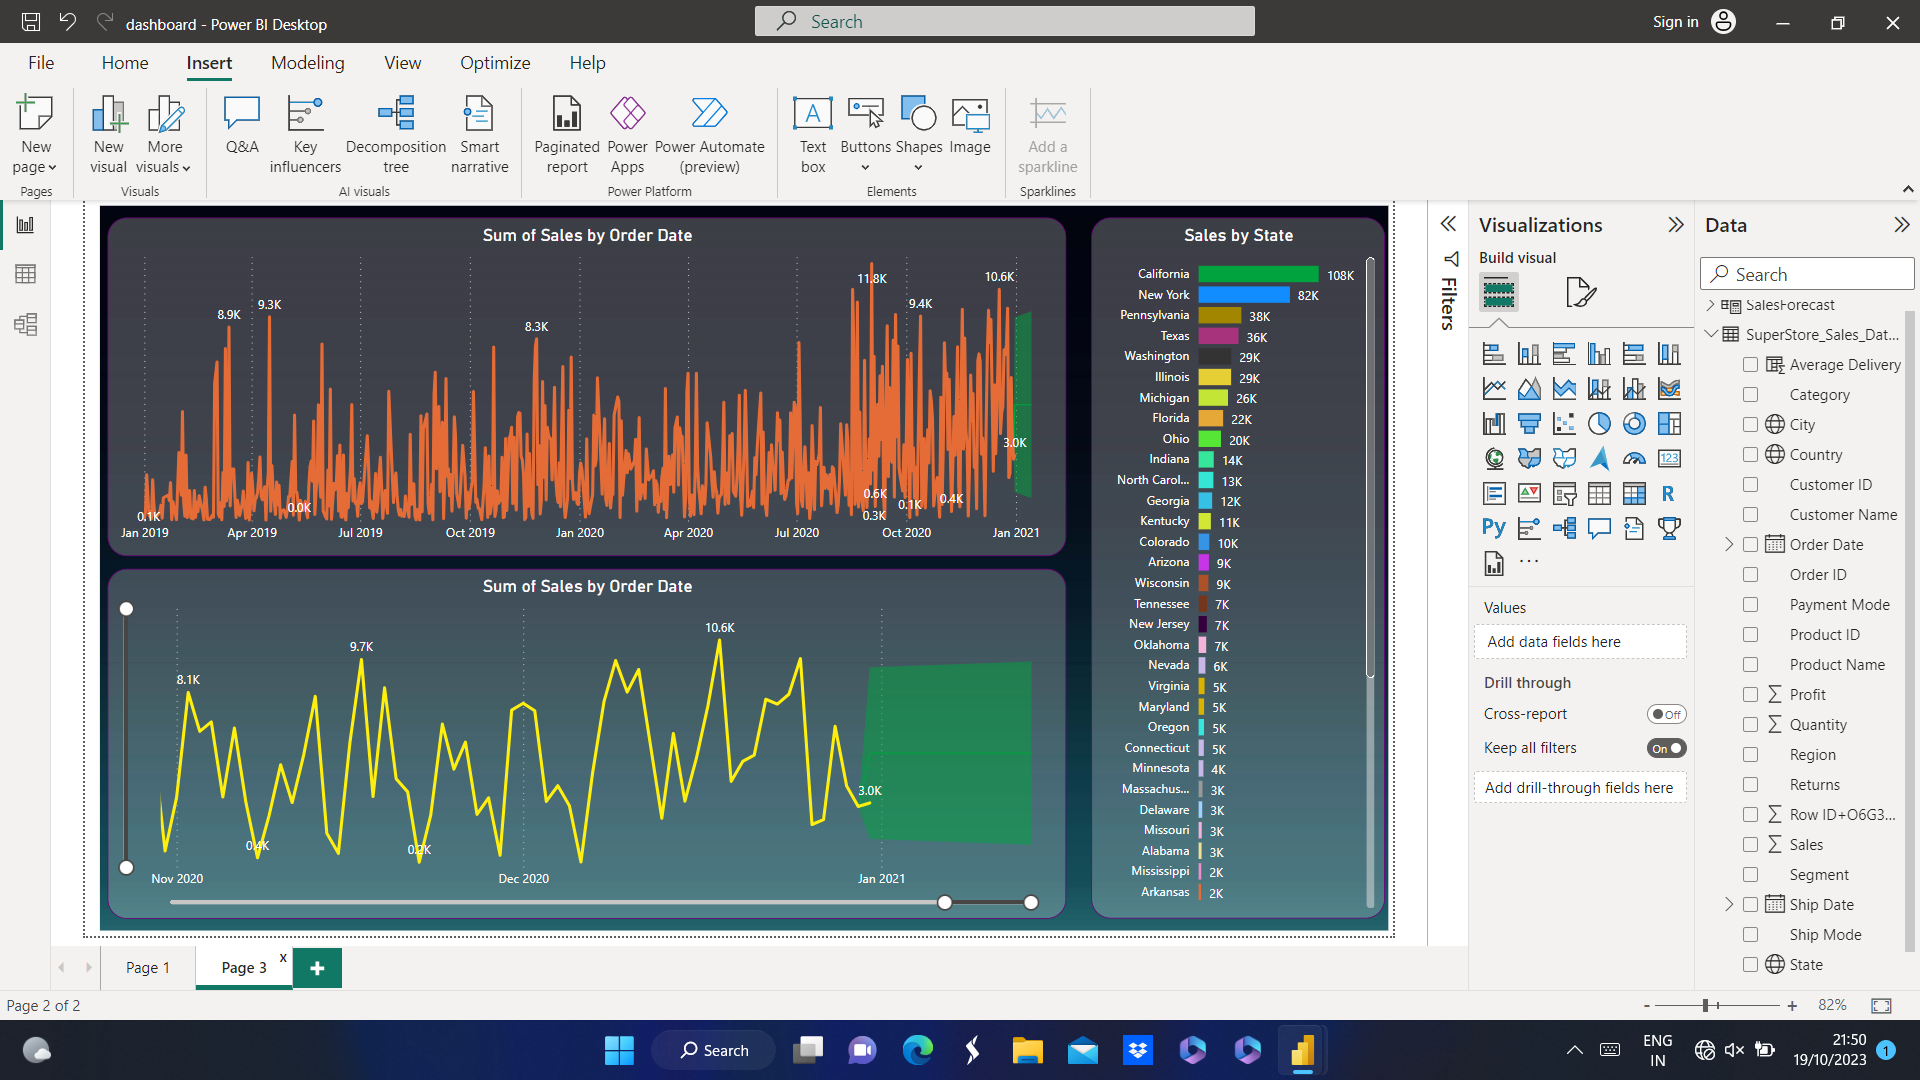 dashboard - Power BI Desktop
Search
Sign in
File Home Insert Modeling View Optimize Help
New page
New visual
More visuals
Q&A
Key influencers
Decomposition tree
Smart narrative
Paginated report
Power Apps
Power Automate (preview)
Text box
Buttons
Shapes
Image
Add a sparkline
Pages
Visuals
AI visuals
Power Platform
Elements
Sparklines
Sum of Sales by Order Date
11.8K
10.6K
9.3K
8.9K
9.4K
8.3K
3.0K
0.6K
0.4K
0.1K
0.0K
0.3K
0.1K
Jan 2019 Apr 2019 Jul 2019 Oct 2019 Jan 2020 Apr 2020 Jul 2020 Oct 2020 Jan 2021
Sum of Sales by Order Date
10.6K
9.7K
8.1K
3.0K
0.4K
0.2K
Nov 2020 Dec 2020 Jan 2021
Sales by State
California 108K
New York 82K
Pennsylvania 38K
Texas 36K
Washington 29K
Illinois 29K
Michigan 26K
Florida 22K
Ohio 20K
Indiana 14K
North Carol... 13K
Georgia 12K
Kentucky 11K
Colorado 10K
Arizona 9K
Wisconsin 9K
Tennessee 7K
New Jersey 7K
Oklahoma 7K
Nevada 6K
Virginia 5K
Maryland 5K
Oregon 5K
Connecticut 5K
Minnesota 4K
Massachus... 3K
Delaware 3K
Missouri 3K
Alabama 3K
Mississippi 2K
Arkansas 2K
Filters
Visualizations
Build visual
123
R
Py
...
Values
Add data fields here
Drill through
Cross-report Off
Keep all filters On
Add drill-through fields here
Data
Search
SalesForecast
SuperStore_Sales_Dat...
Average Delivery
Category
City
Country
Customer ID
Customer Name
Order Date
Order ID
Payment Mode
Product ID
Product Name
Profit
Quantity
Region
Returns
Row ID+O6G3...
Sales
Segment
Ship Date
Ship Mode
State
Page 1
Page 3 x
+
Page 2 of 2
- + 82%
Search
ENG
IN
21:50
19/10/2023
1